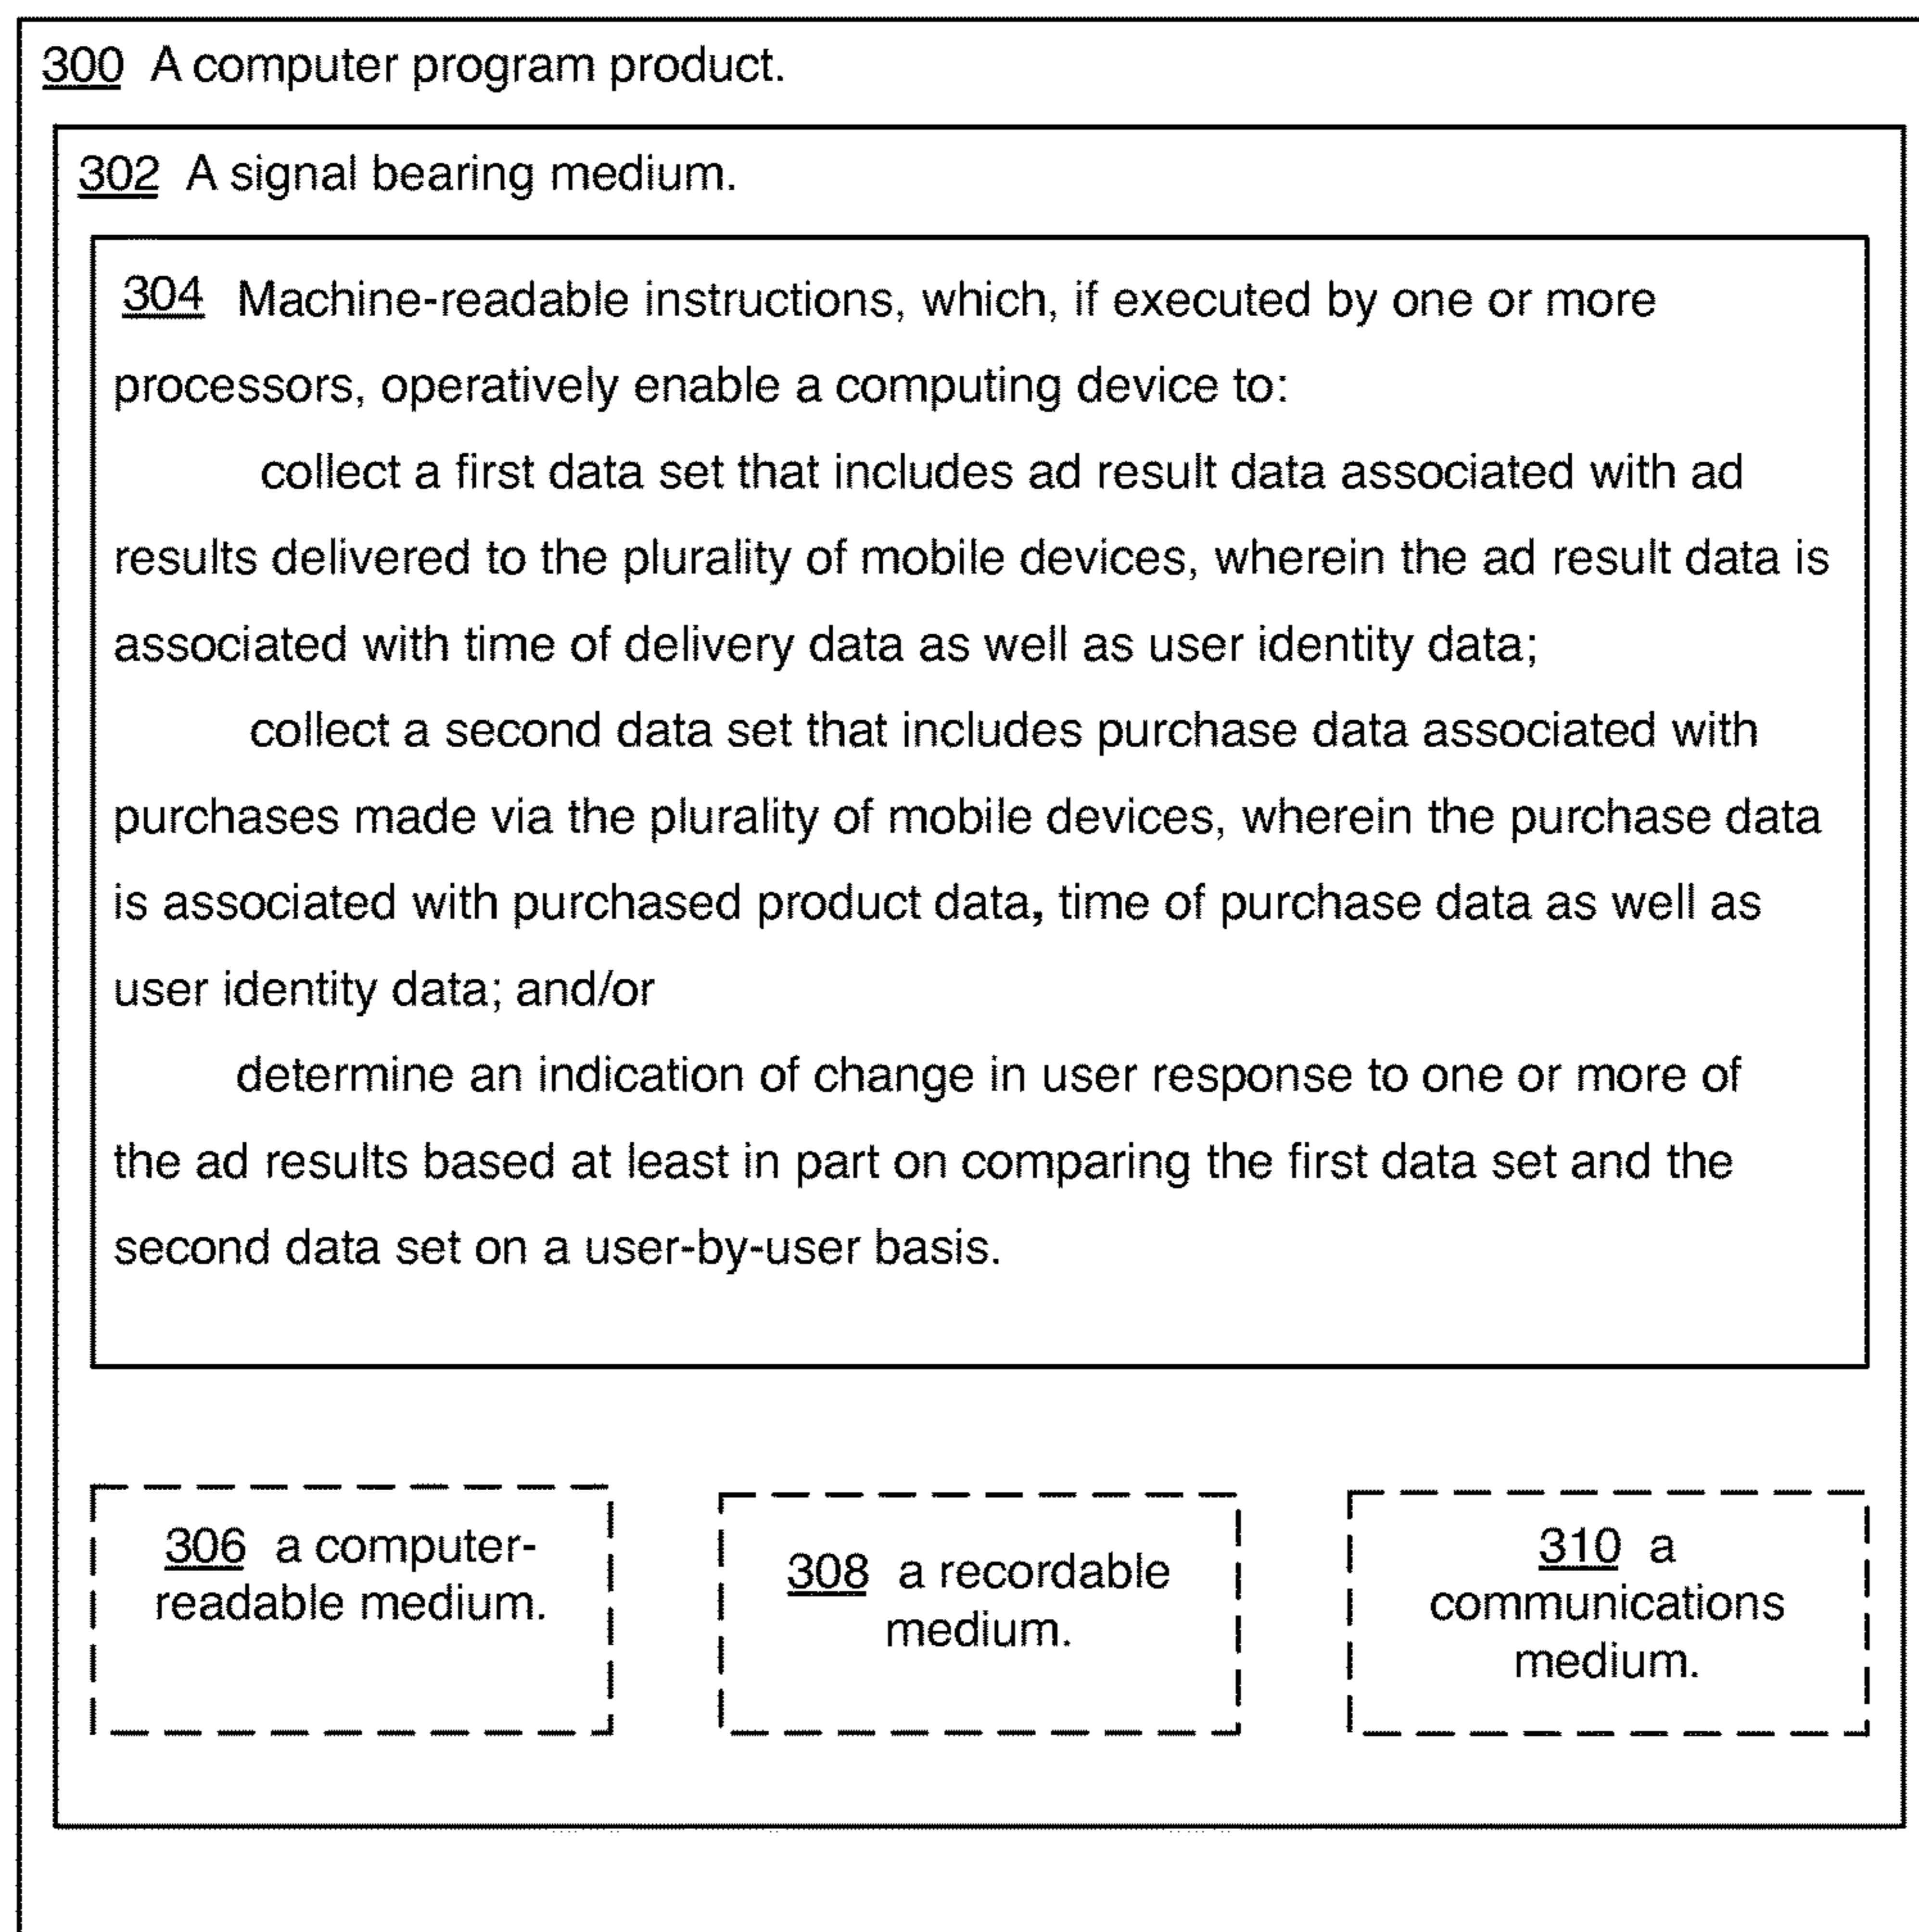 300 A computer program product.
302 A signal bearing medium.
304 Machine-readable instructions, which, if executed by one or more
processors, operatively enable a computing device to:
collect a first data set that includes ad result data associated with ad
results delivered to the plurality of mobile devices, wherein the ad result data is
associated with time of delivery data as well as user identity data;
collect a second data set that includes purchase data associated with
purchases made via the plurality of mobile devices, wherein the purchase data
is associated with purchased product data, time of purchase data as well as
user identity data; and/or
determine an indication of change in user response to one or more of
the ad results based at least in part on comparing the first data set and the
second data set on a user-by-user basis.
306 a computer-
readable medium.
308 a recordable
medium.
310 a
communications
medium.